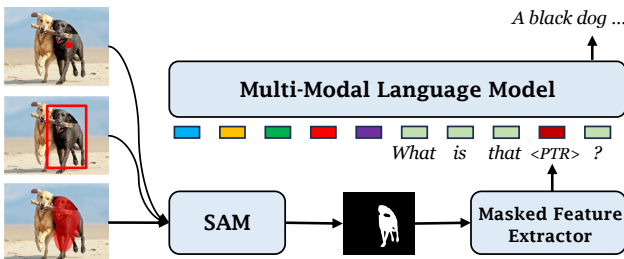 A black dog ...
Multi-Modal Language Model
What is that <PTR> ?
SAM
Masked Feature
Extractor